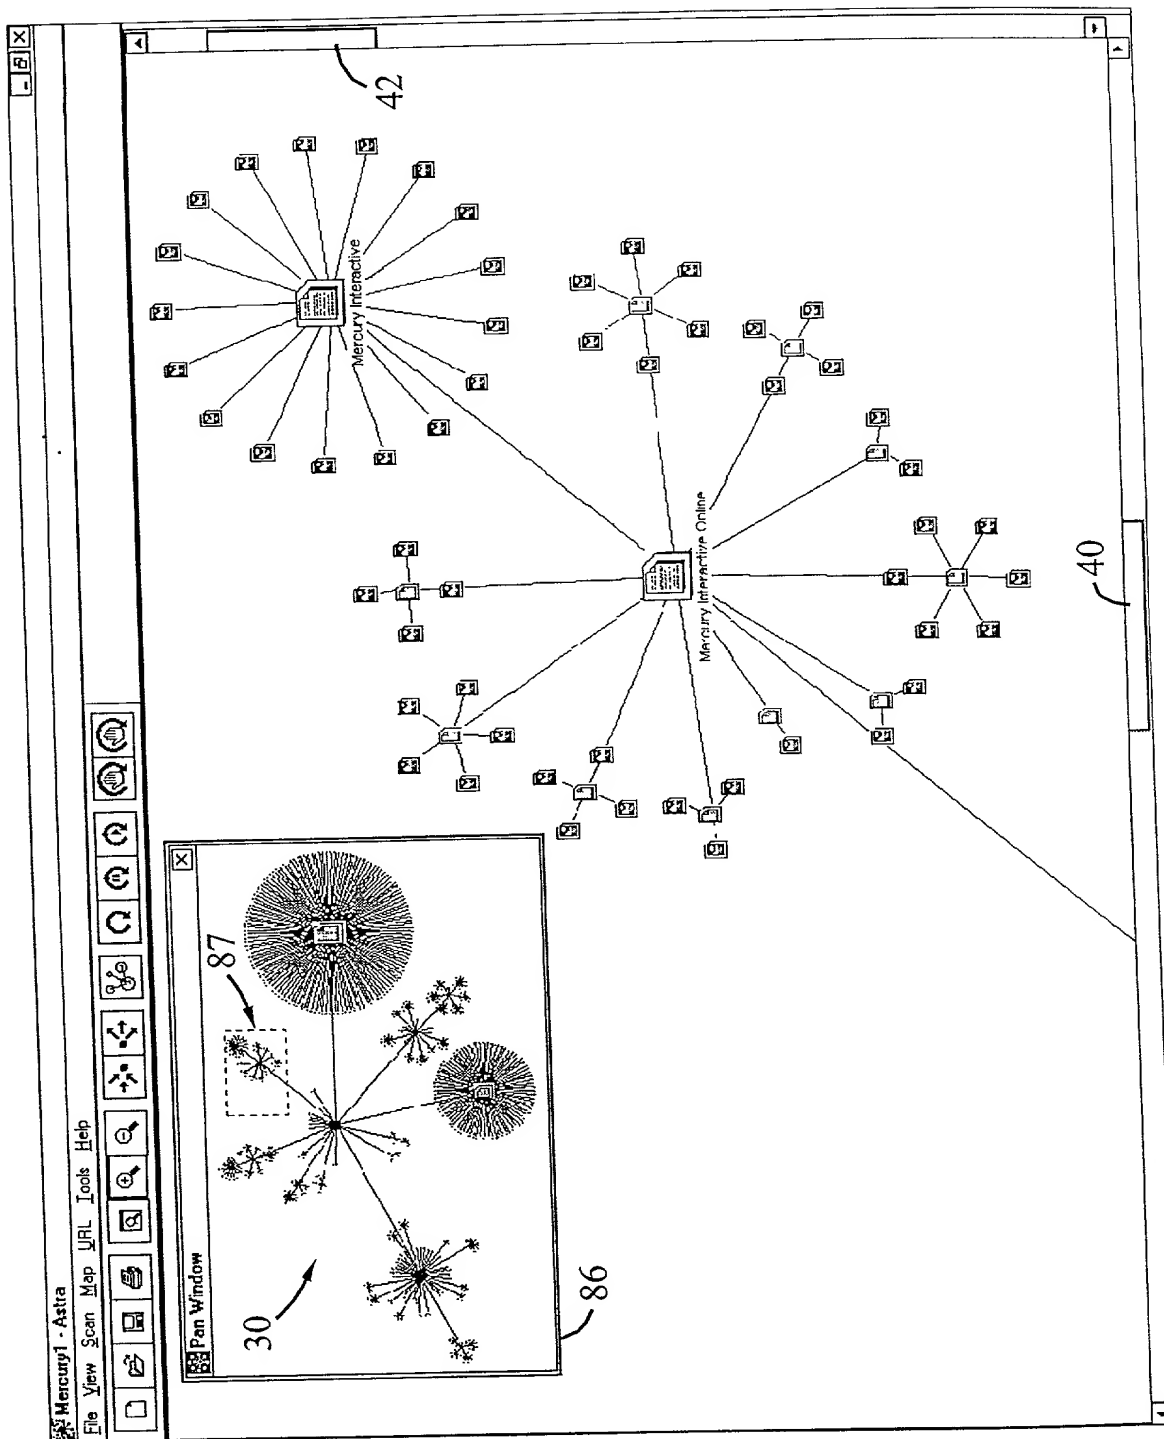 Mercury1 - Astra
File View Scan Map URL Tools Help
Pan Window
30
87
86
Mercury Interactive
42
Mercury Interactive Online
40